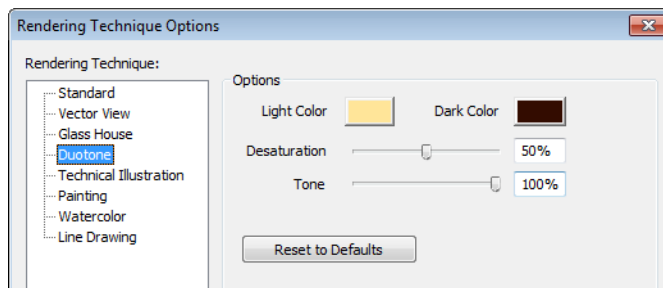 Rendering Technique Options
Rendering Technique:
Standard
Vector View
Glass House
Duotone
Technical Illustration
Painting
Watercolor
Line Drawing
Options
Light Color Dark Color
Desaturation 50%
Tone 100%
Reset to Defaults